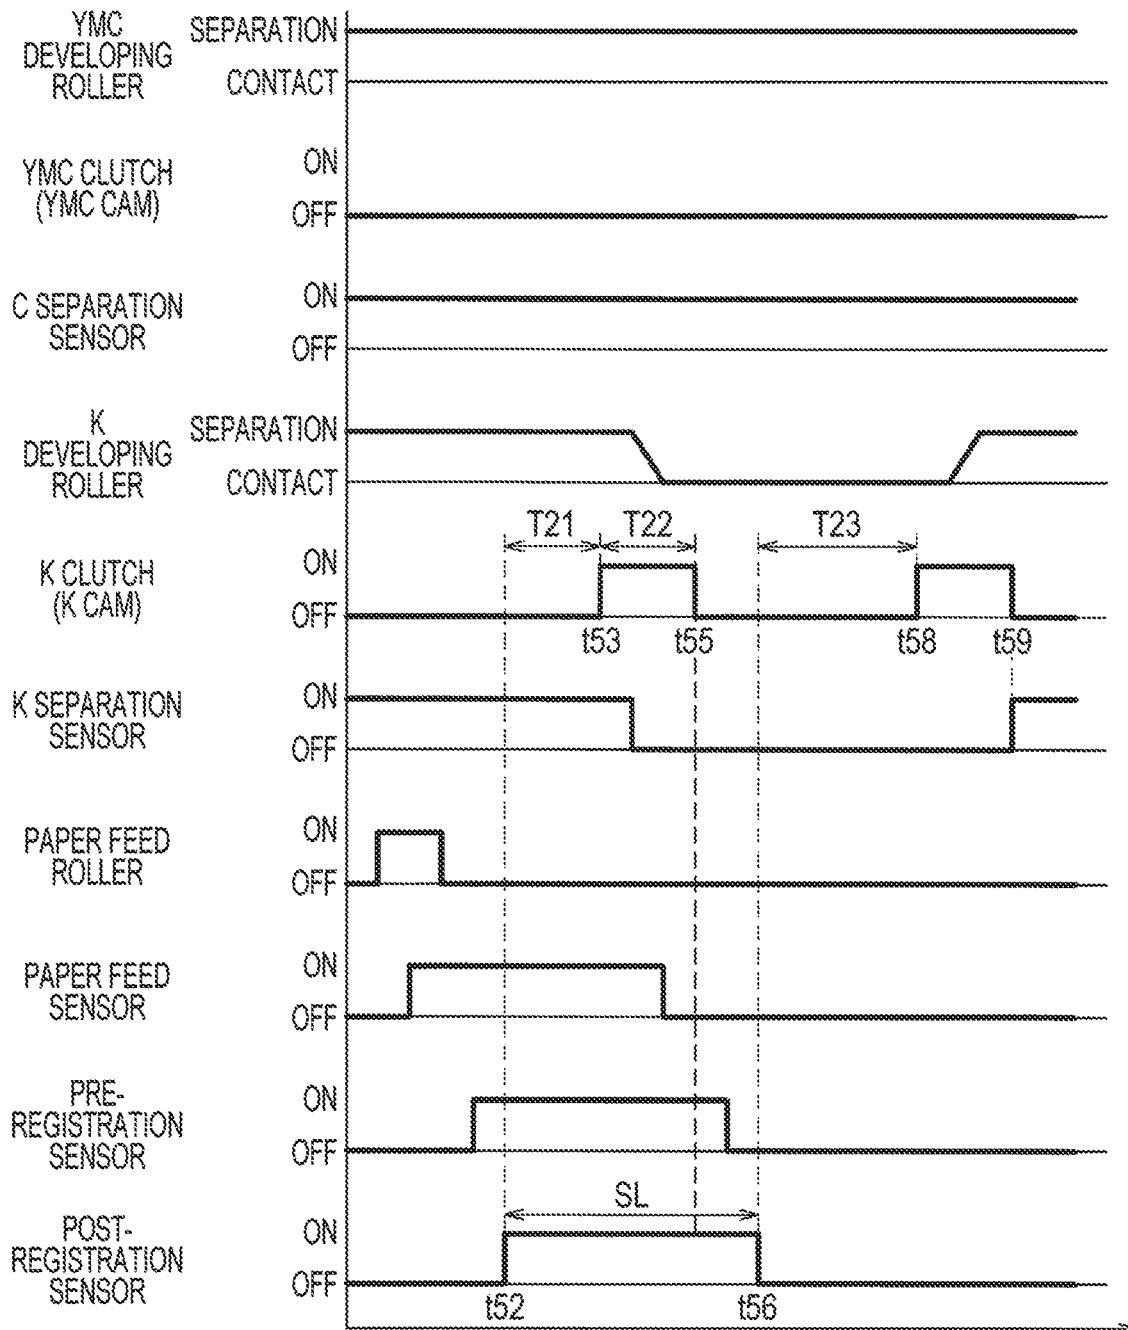 YMC
DEVELOPING
ROLLER
SEPARATION
CONTACT
YMC CLUTCH
(YMC CAM)
ON
OFF
C SEPARATION
SENSOR
ON
OFF
K
DEVELOPING
ROLLER
SEPARATION
CONTACT
T21 T22 T23
K CLUTCH
(K CAM)
ON
OFF
t53 t55 t58 t59
K SEPARATION
SENSOR
ON
OFF
PAPER FEED
ROLLER
ON
OFF
PAPER FEED
SENSOR
ON
OFF
PRE-
REGISTRATION
SENSOR
ON
OFF
SL
POST-
REGISTRATION
SENSOR
ON
OFF
t52 t56